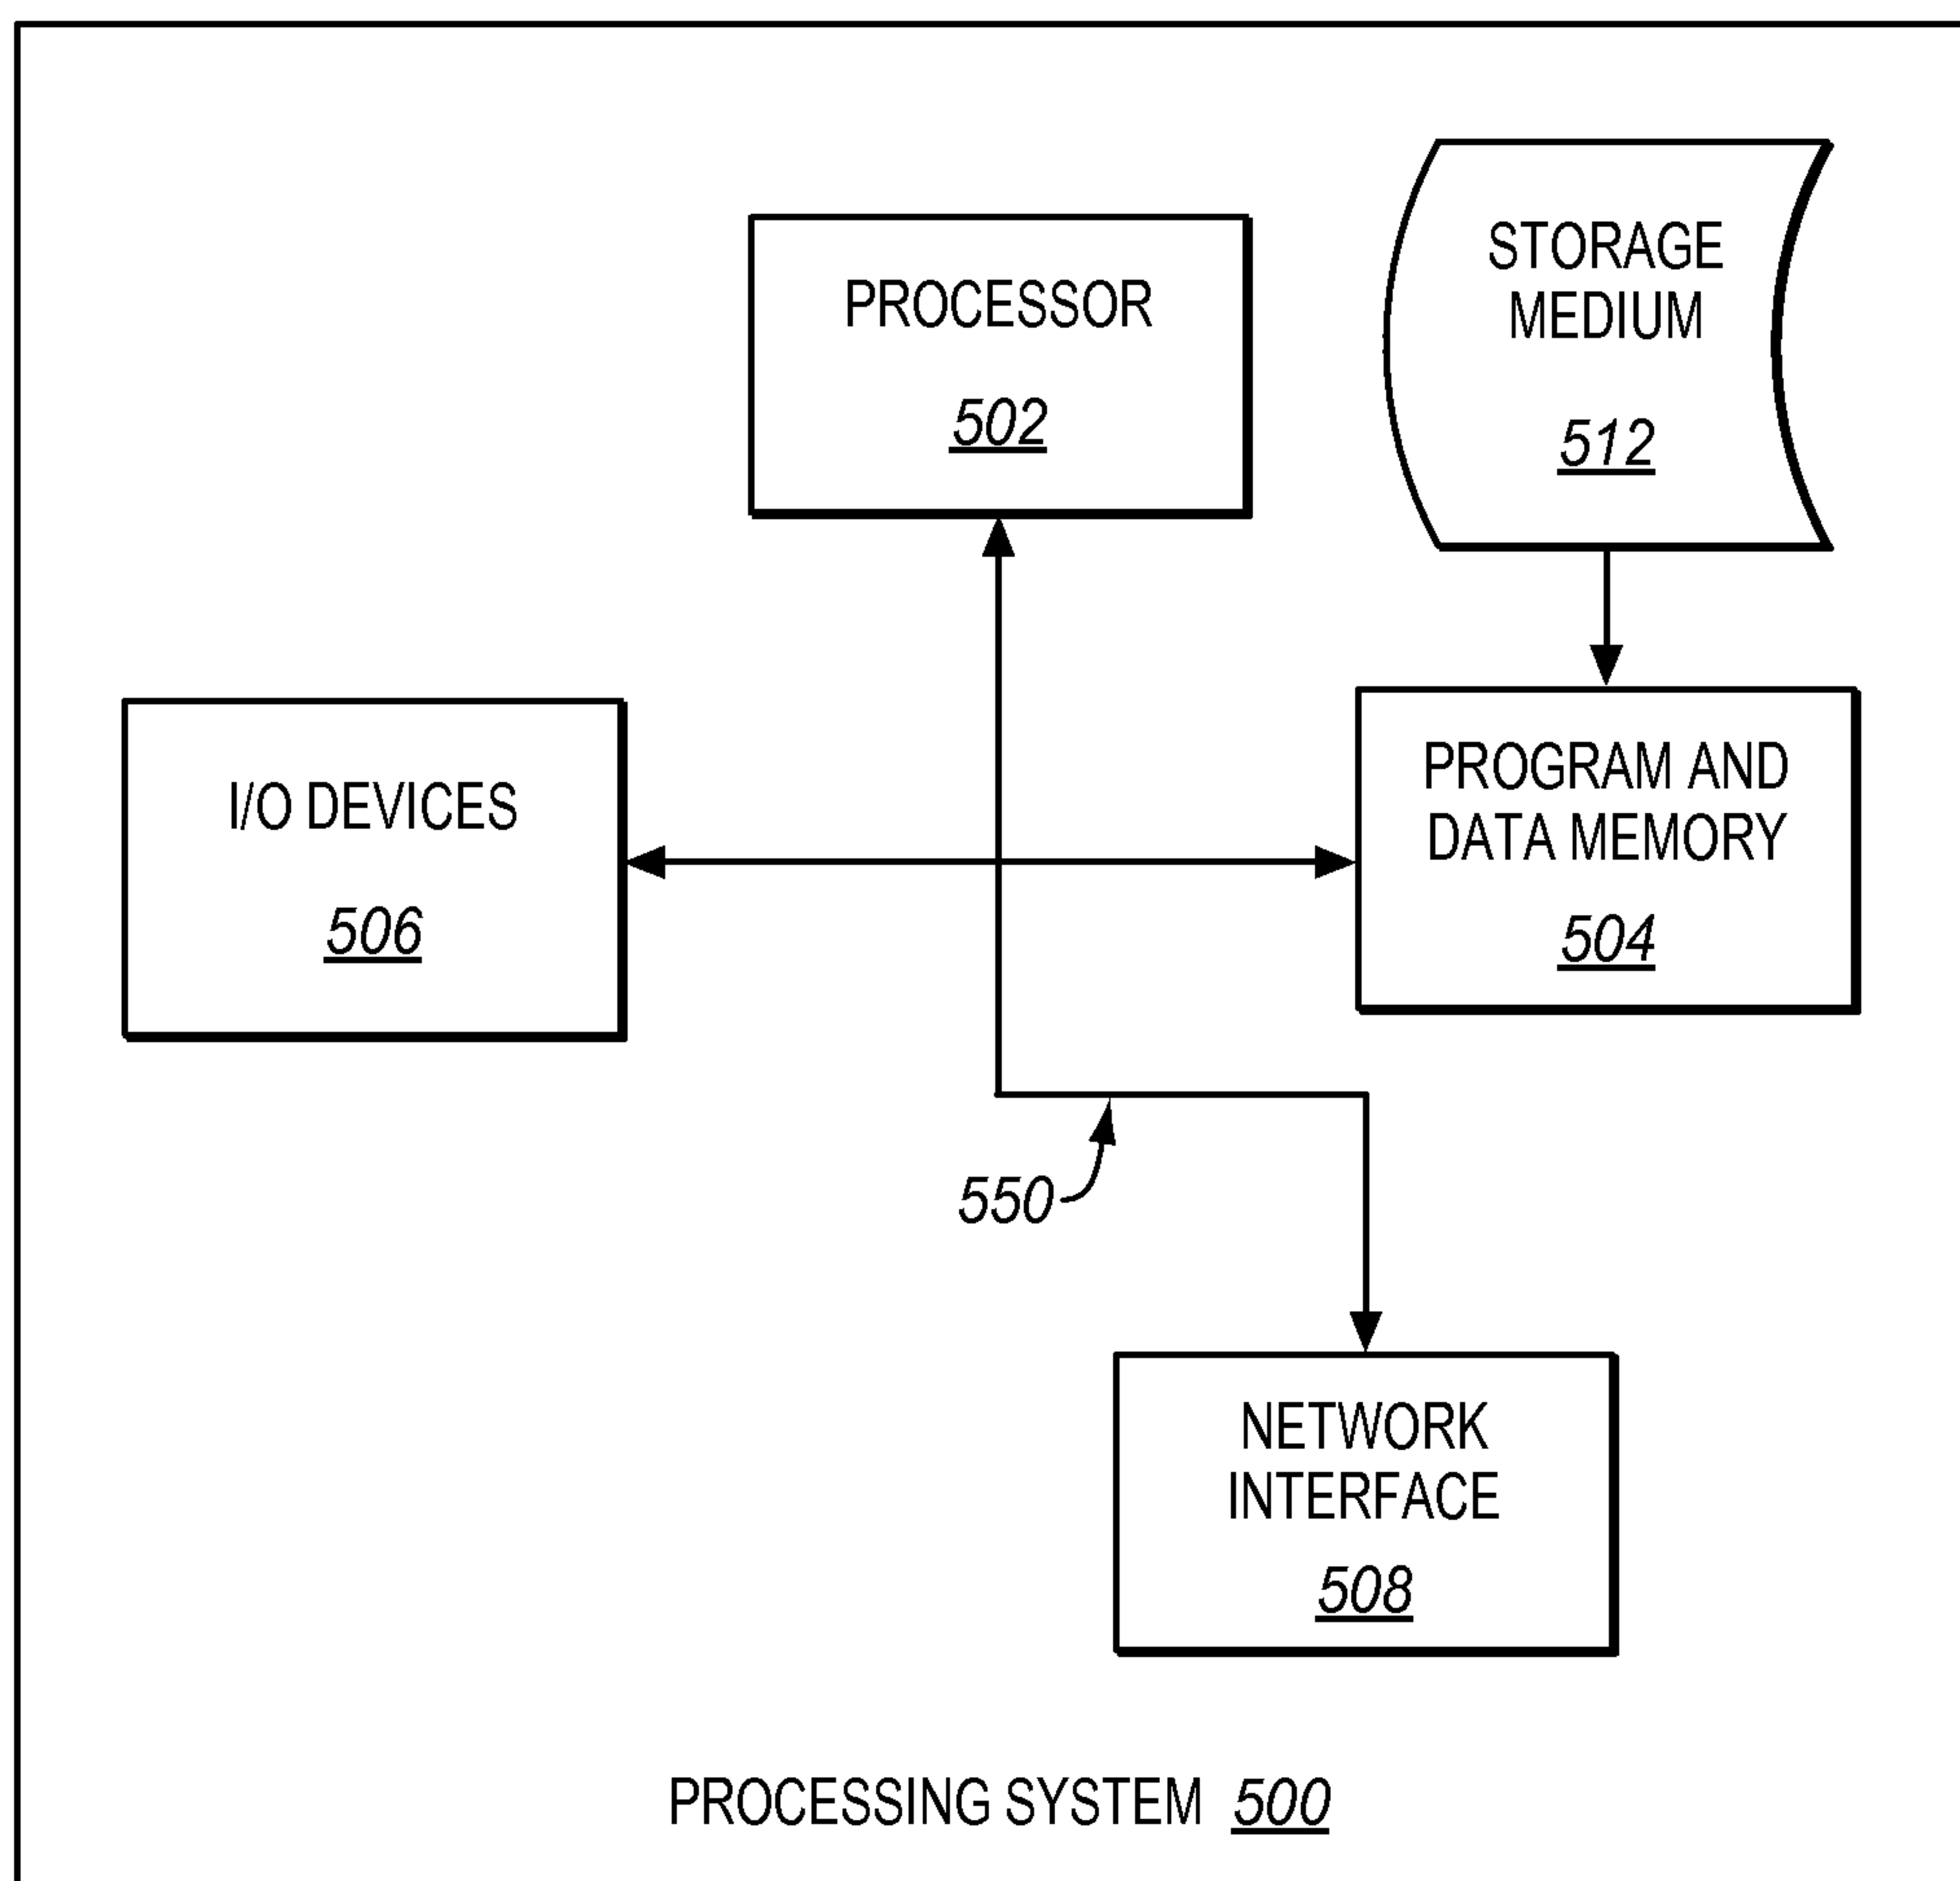 PROCESSOR
502
STORAGE
MEDIUM
512
I/O DEVICES
506
PROGRAM AND
DATA MEMORY
504
550
NETWORK
INTERFACE
508
PROCESSING SYSTEM 500